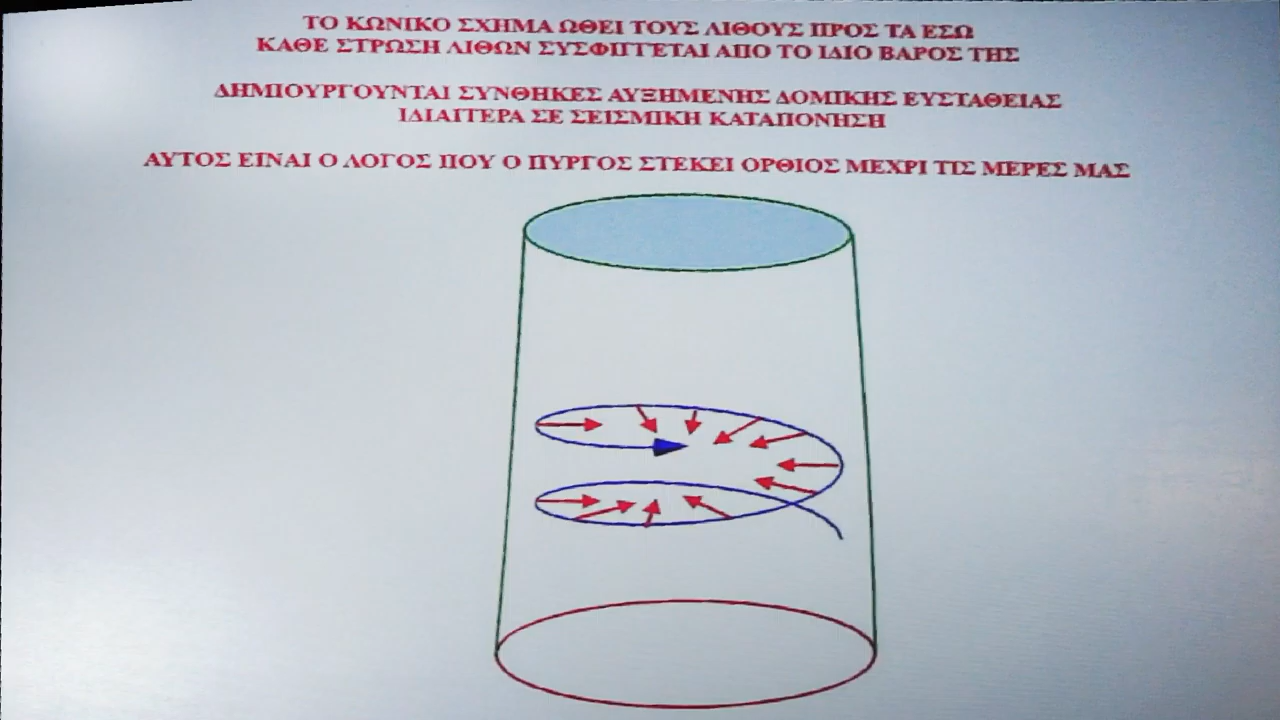 ΤΟ ΚΩΝΙΚΟ ΣΧΗΜΑ ΩΘΕΙ ΤΟΥΣ ΛΙΘΟΥΣ ΠΡΟΣ ΤΑ ΕΣΩ
ΚΑΘΕ ΣΤΡΩΣΗ ΛΙΘΩΝ ΣΥΣΦΙΓΓΕΤΑΙ ΑΠΟ ΤΟ ΙΔΙΟ ΒΑΡΟΣ ΤΗΣ
ΔΗΜΙΟΥΡΓΟΥΝΤΑΙ ΣΥΝΘΗΚΕΣ ΑΥΞΗΜΕΝΗΣ ΔΟΜΙΚΗΣ ΕΥΣΤΑΘΕΙΑΣ
ΙΔΙΑΙΤΕΡΑ ΣΕ ΣΕΙΣΜΙΚΗ ΚΑΤΑΠΟΝΗΣΗ
ΑΥΤΟΣ ΕΙΝΑΙ Ο ΛΟΓΟΣ ΠΟΥ Ο ΠΥΡΓΟΣ ΣΤΕΚΕΙ ΟΡΘΙΟΣ ΜΕΧΡΙ ΤΙΣ ΜΕΡΕΣ ΜΑΣ